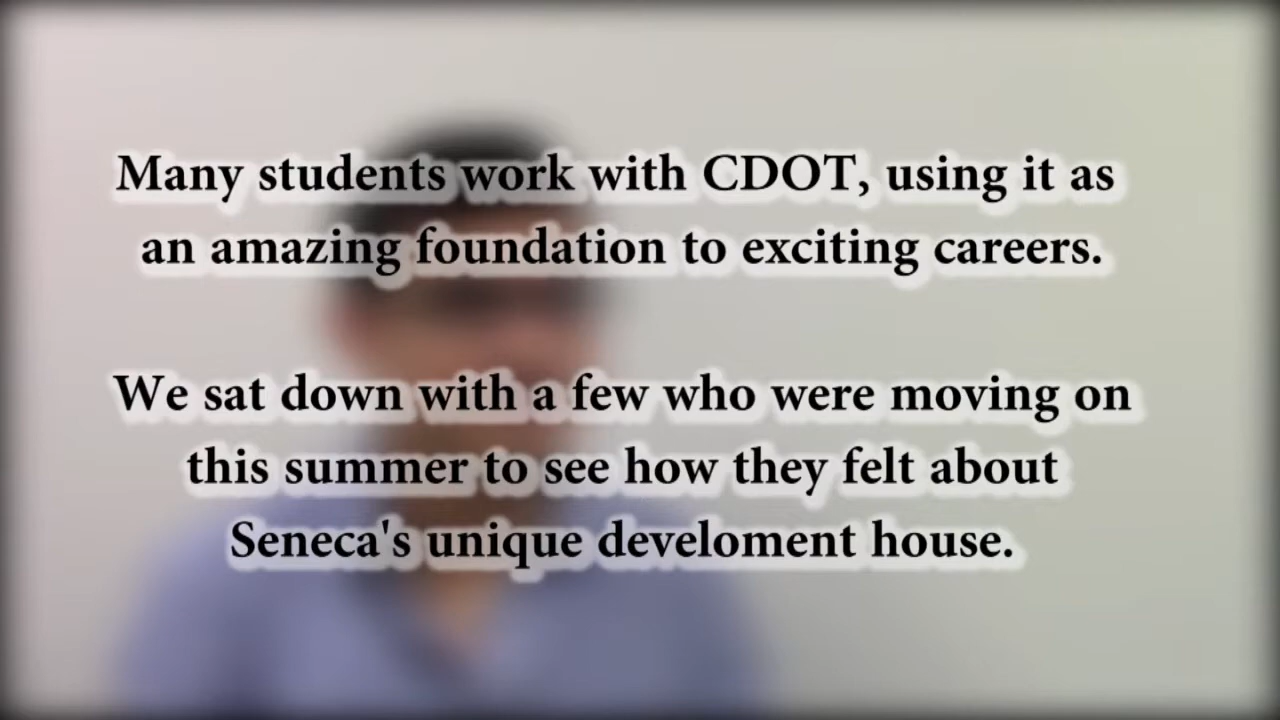 Many students work with CDOT, using it as
an amazing foundation to exciting careers.
We sat down with a few who were moving on
this summer to see how they felt about
Seneca's unique develoment house.